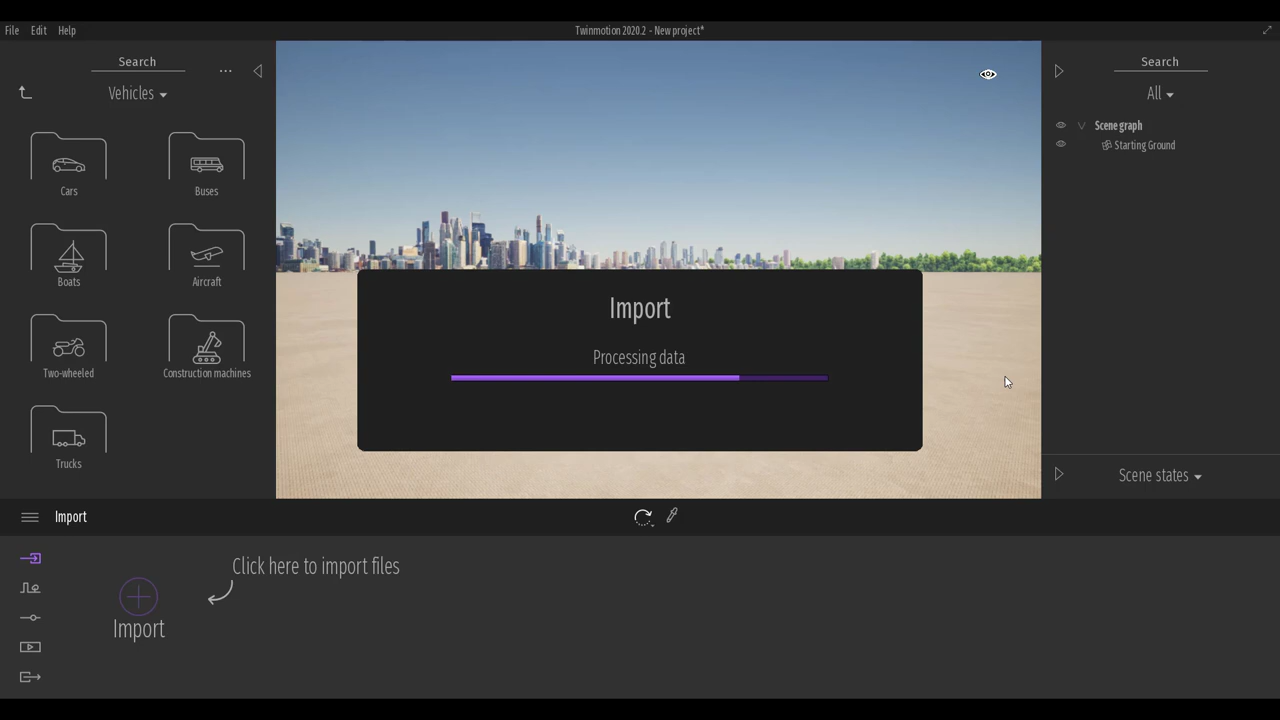 File Edit Help
Twinmotion 2020.2 - New project*
Search
...
Vehicles
Cars
Buses
Boats
Aircraft
Two-wheeled
Construction machines
Trucks
Import
Processing data
Search
All
Scene graph
Starting Ground
Scene states
Import
Click here to import files
Import